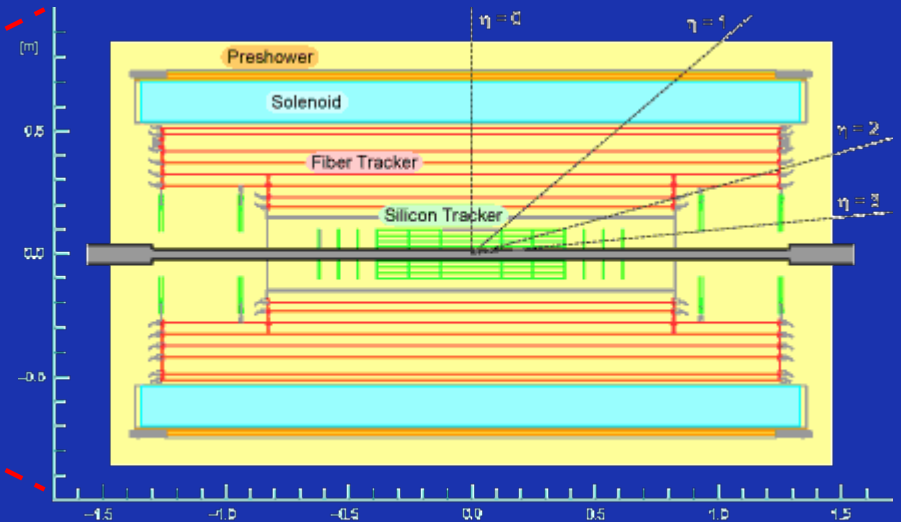 η = 0
η = 1
[m]
Preshower
Solenoid
0.5
η = 2
Fiber Tracker
η = 3
Silicon Tracker
0.0
−0.5
−1.5 −1.0 −0.5 0.0 0.5 1.0 1.5